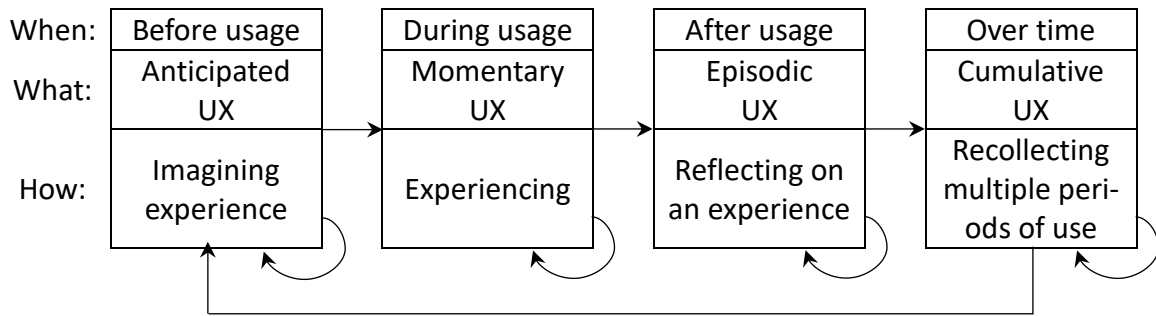 When: Before usage During usage After usage Over time
What: Anticipated UX Momentary UX Episodic UX Cumulative UX
How: Imagining experience Experiencing Reflecting on an experience Recollecting multiple peri-ods of use